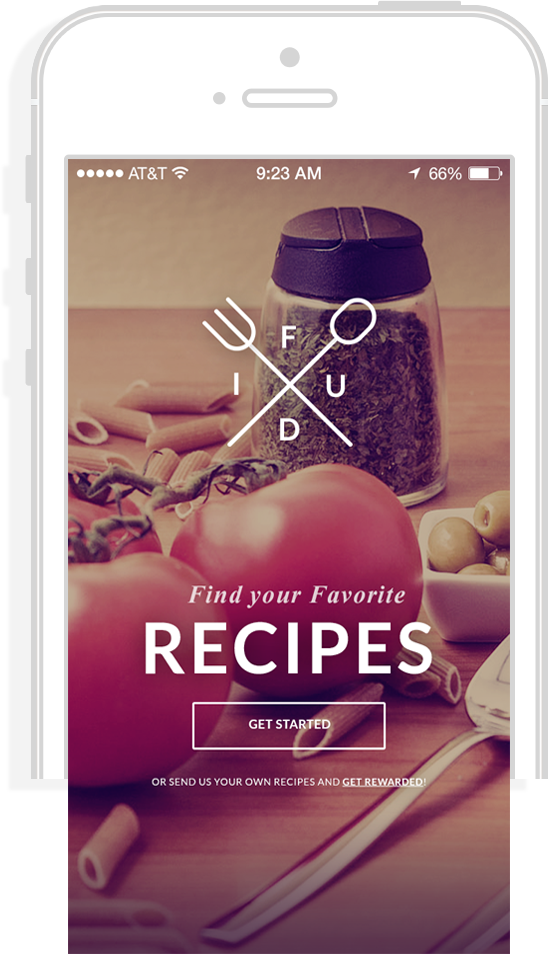 AT&T 9:23 AM 66%
F
I U
D
Find your Favorite
RECIPES
GET STARTED
OR SEND US YOUR OWN RECIPES AND GET REWARDED!